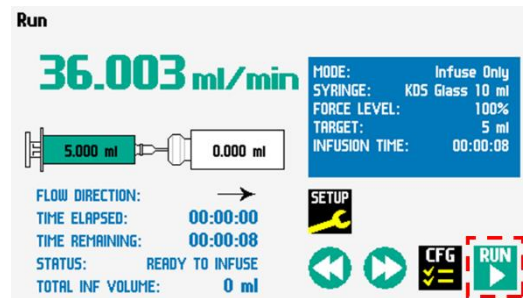 Run
36.003 ml/min
MODE: Infuse Only
SYRINGE: KDS Glass 10 ml
FORCE LEVEL: 100%
TARGET: 5 ml
INFUSION TIME: 00:00:08
5.000 ml
0.000 ml
FLOW DIRECTION:
TIME ELAPSED: 00:00:00
TIME REMAINING: 00:00:08
STATUS: READY TO INFUSE
TOTAL INF VOLUME: 0 ml
SETUP
CFG
RUN